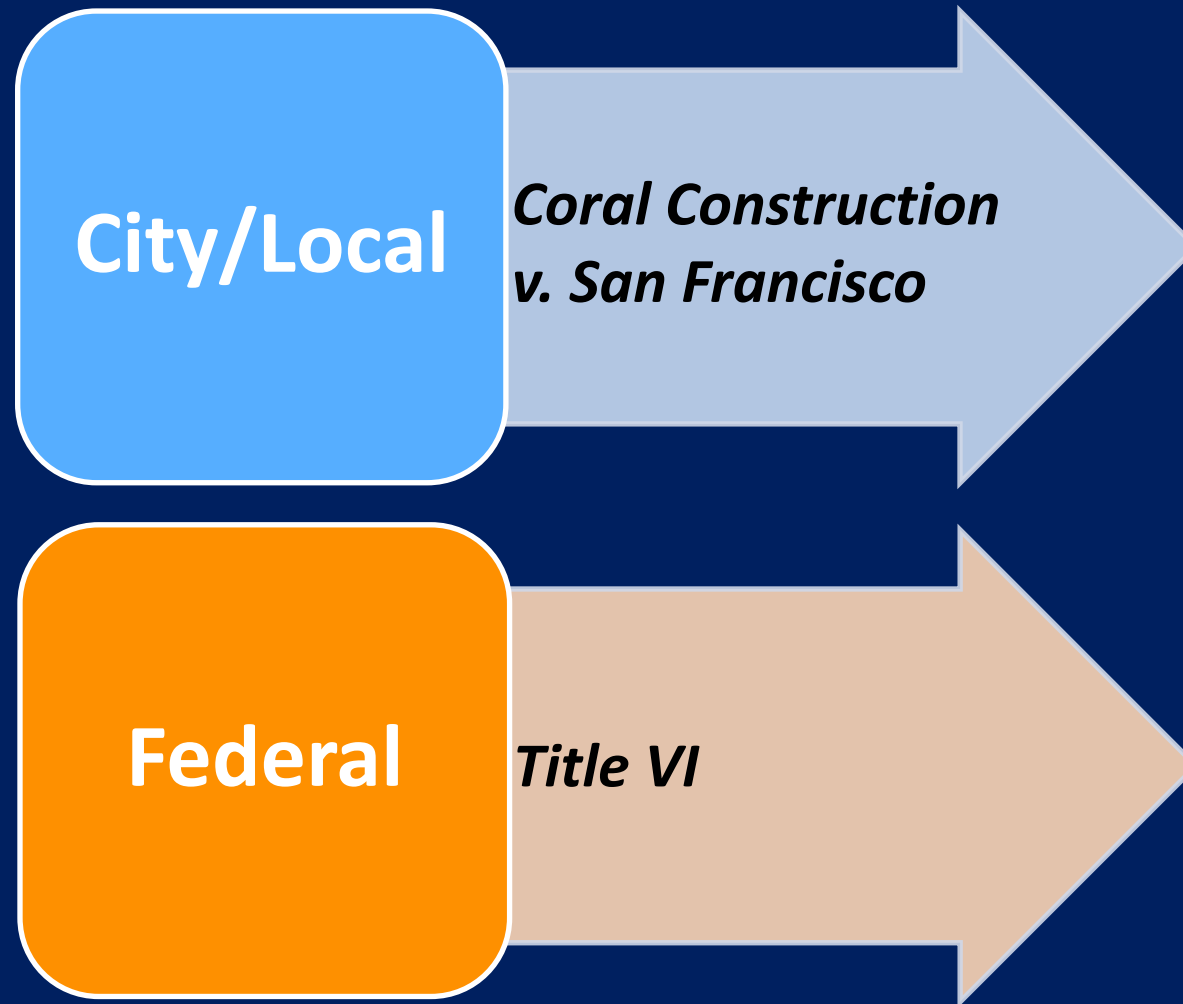 City/Local
Coral Construction
v. San Francisco
Federal
Title VI